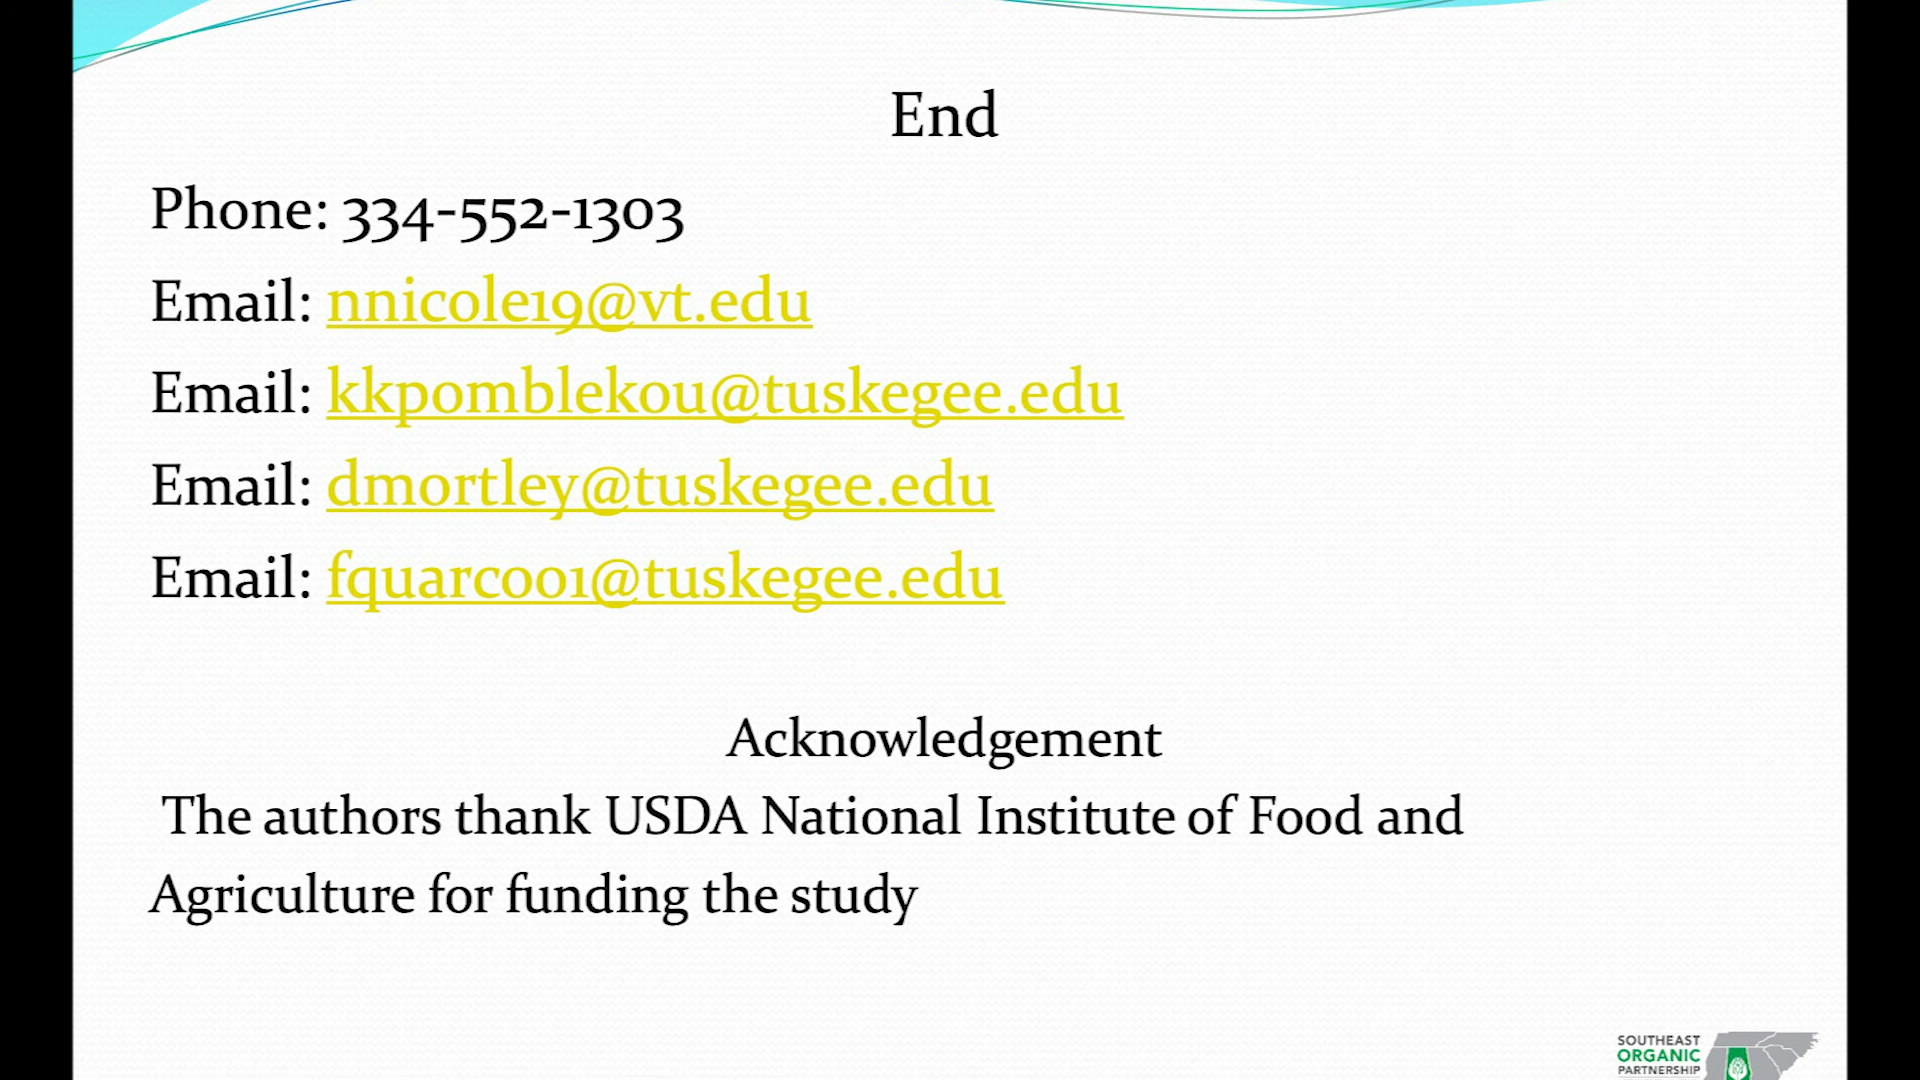 End
Phone: 334-552-1303
Email: nnicole19@vt.edu
Email: kkpomblekou@tuskegee.edu
Email: dmortley@tuskegee.edu
Email: fquarcoo1@tuskegee.edu
Acknowledgement
The authors thank USDA National Institute of Food and
Agriculture for funding the study
SOUTHEAST
ORGANIC
PARTNERSHIP